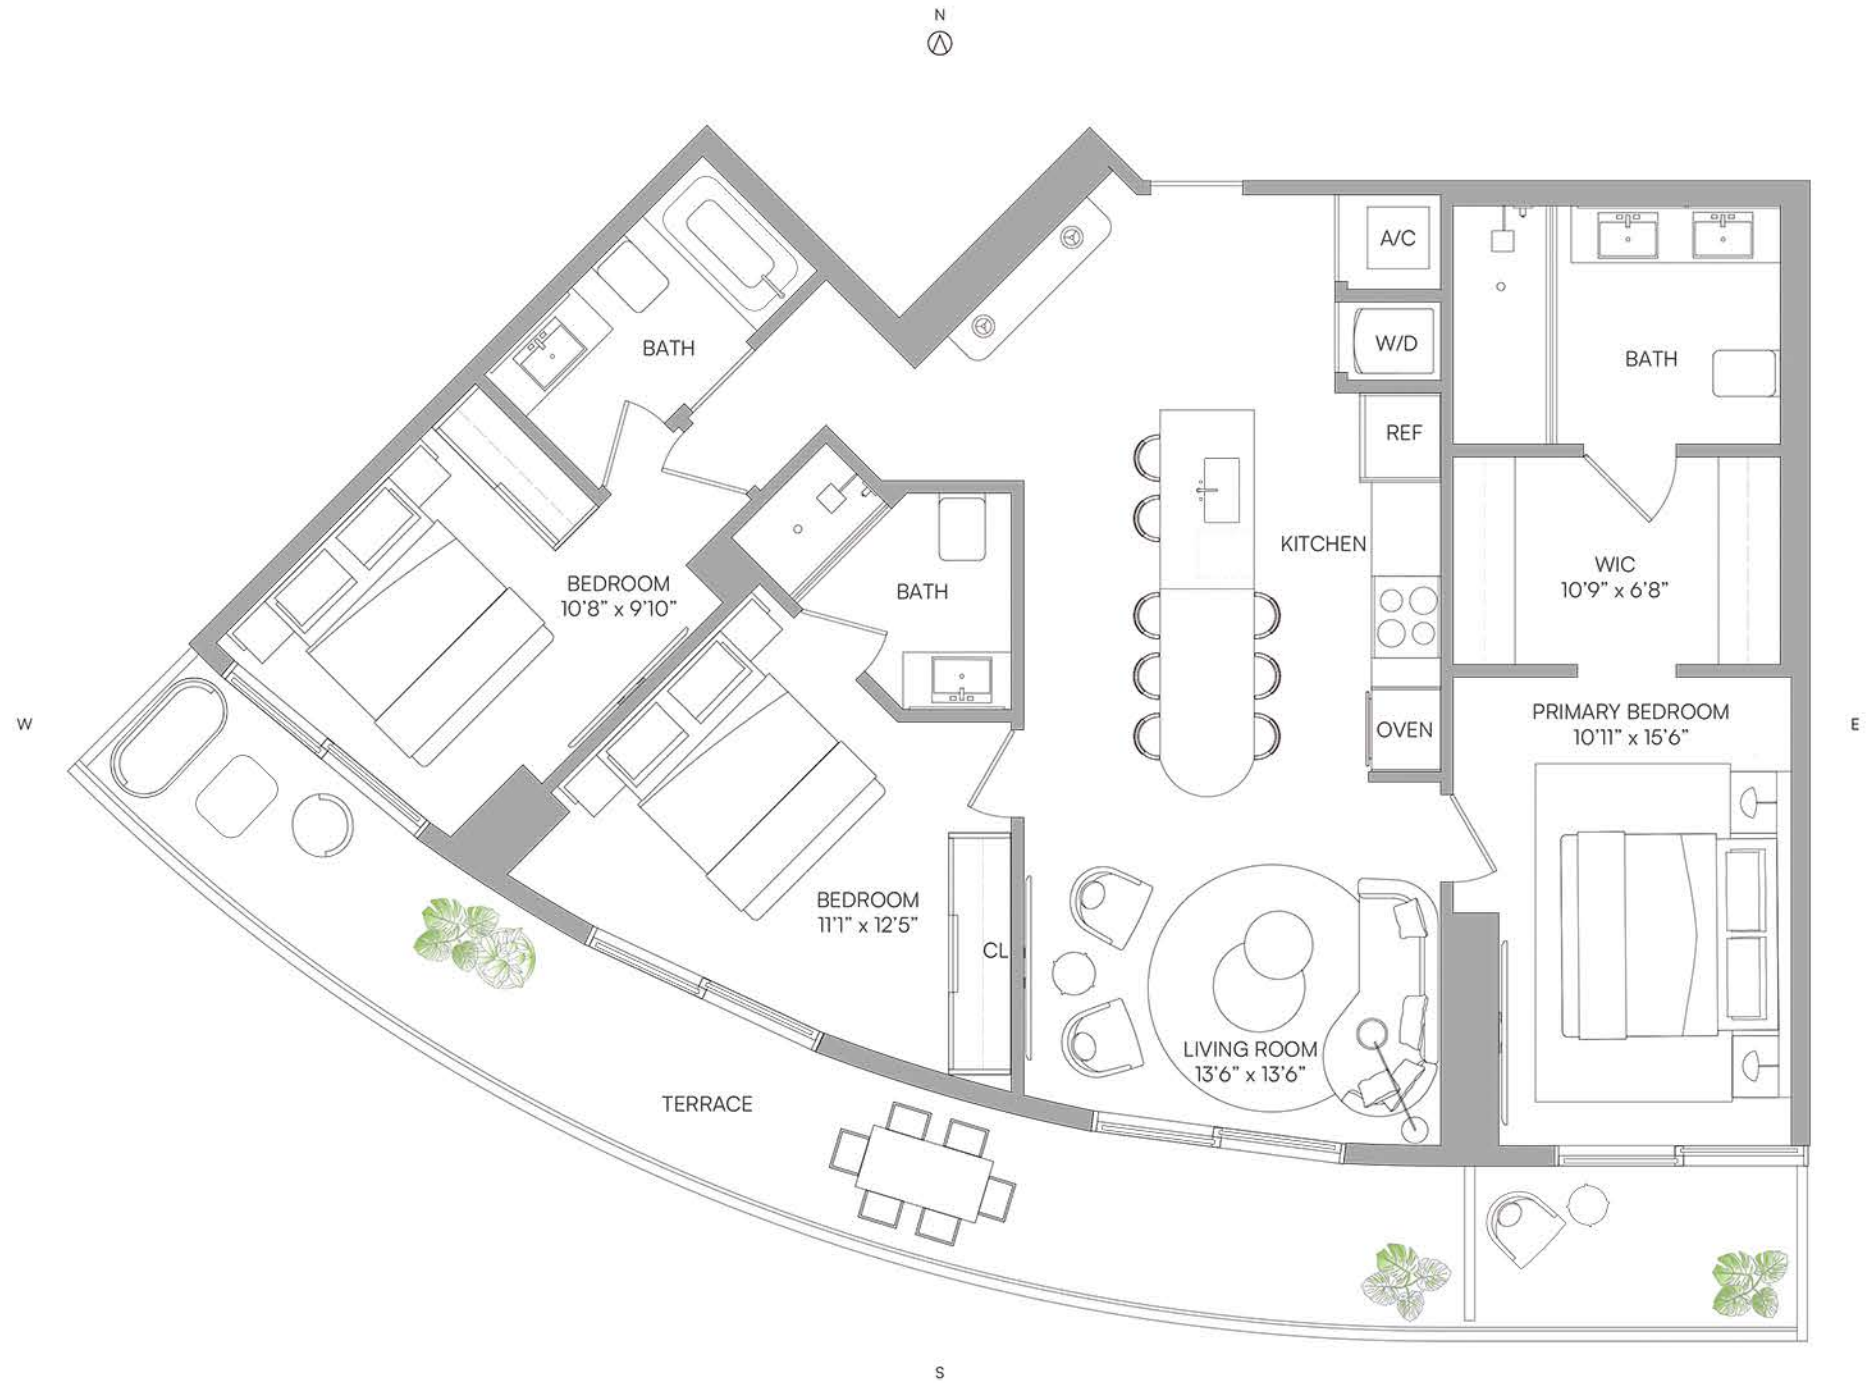 N
A/C
W/D
BATH
BATH
REF
KITCHEN
WIC
10'9" x 6'8"
BEDROOM
10'8" x 9'10"
BATH
W
PRIMARY BEDROOM
10'11" x 15'6"
E
OVEN
BEDROOM
11'1" x 12'5"
CL
LIVING ROOM
13'6" x 13'6"
TERRACE
S